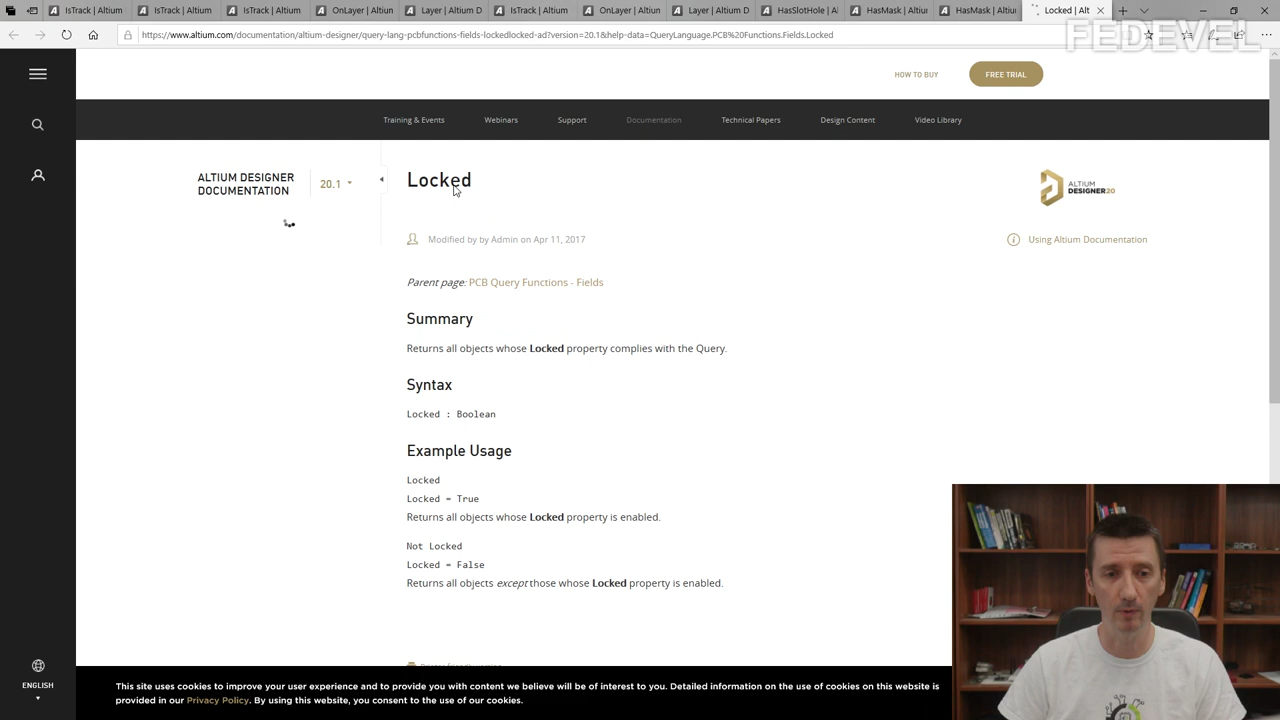 IsTrack | Altium D
IsTrack | Altium D
OnLayer | Altium D
IsTrack | Altium D
OnLayer | Altium D
Layer | Altium D
HasSlotHole | Al
HasMask | Altium
HasMask | Altium
Locked | Altium D
https://www.altium.com/documentation/altium-designer/query-lang-pcbfunctions-fields-lockedlocked-ad?version=20.1&help-data=QueryLanguage.PCB%20Functions.Fields.Locked
FEDEVEL
HOW TO BUY
FREE TRIAL
Training & Events
Webinars
Support
Documentation
Technical Papers
Design Content
Video Library
ALTIUM DESIGNER
DOCUMENTATION
20.1
Locked
ALTIUM
DESIGNER20
Modified by by Admin on Apr 11, 2017
Using Altium Documentation
Parent page: PCB Query Functions - Fields
Summary
Returns all objects whose Locked property complies with the Query.
Syntax
Locked : Boolean
Example Usage
Locked
Locked = True
Returns all objects whose Locked property is enabled.
Not Locked
Locked = False
Returns all objects except those whose Locked property is enabled.
ENGLISH
This site uses cookies to improve your user experience and to provide you with content we believe will be of interest to you. Detailed information on the use of cookies on this website is
provided in our Privacy Policy. By using this website, you consent to the use of our cookies.